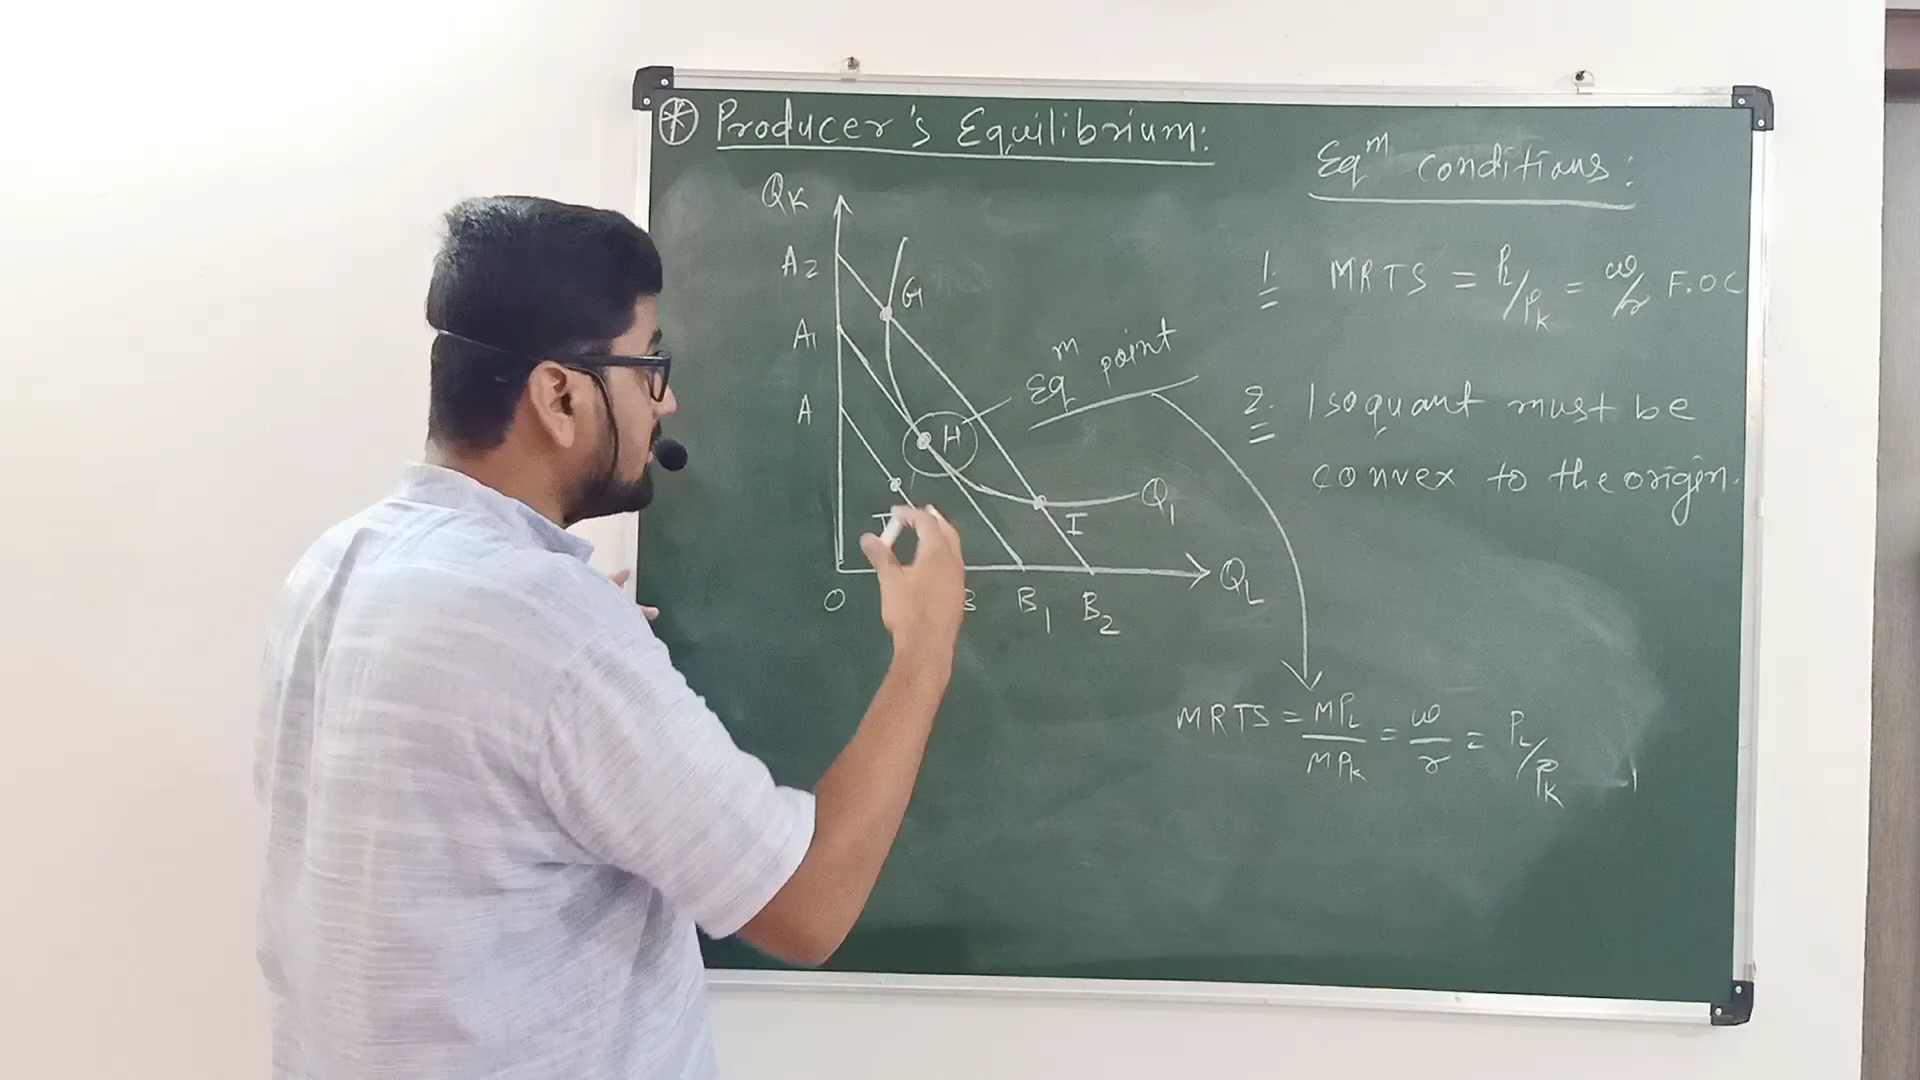 * Producer's Equilibrium:
Eqᵐ conditions:
QK
A2
G
A1
A
H
Eqᵐ point
Q1
I
O
B
B1
B2
QL
1. MRTS = PL/PK = w/r F.O.C
2. Isoquant must be
convex to the origin.
MRTS = MPL/MPK = w/r = PL/PK